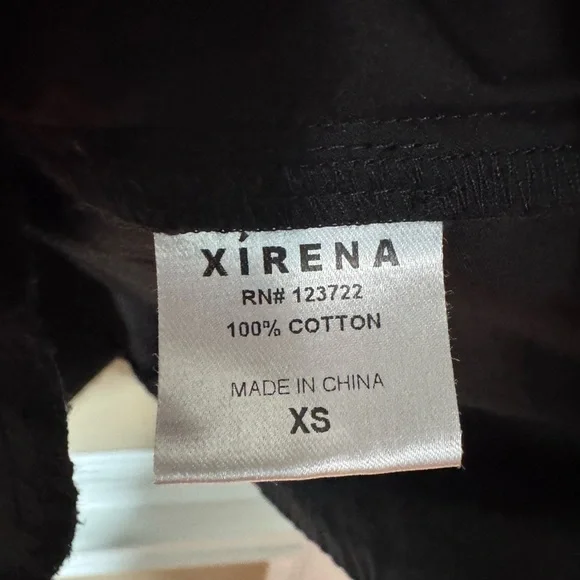 XÍRENA
RN# 123722
100% COTTON
MADE IN CHINA
XS